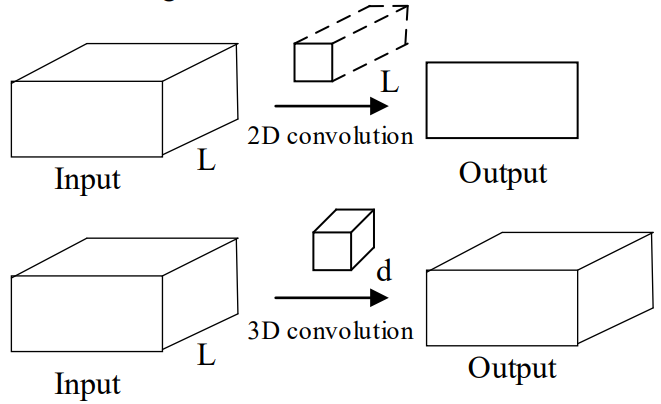 L
2D convolution
Input
L
Output
d
3D convolution
Input
L
Output